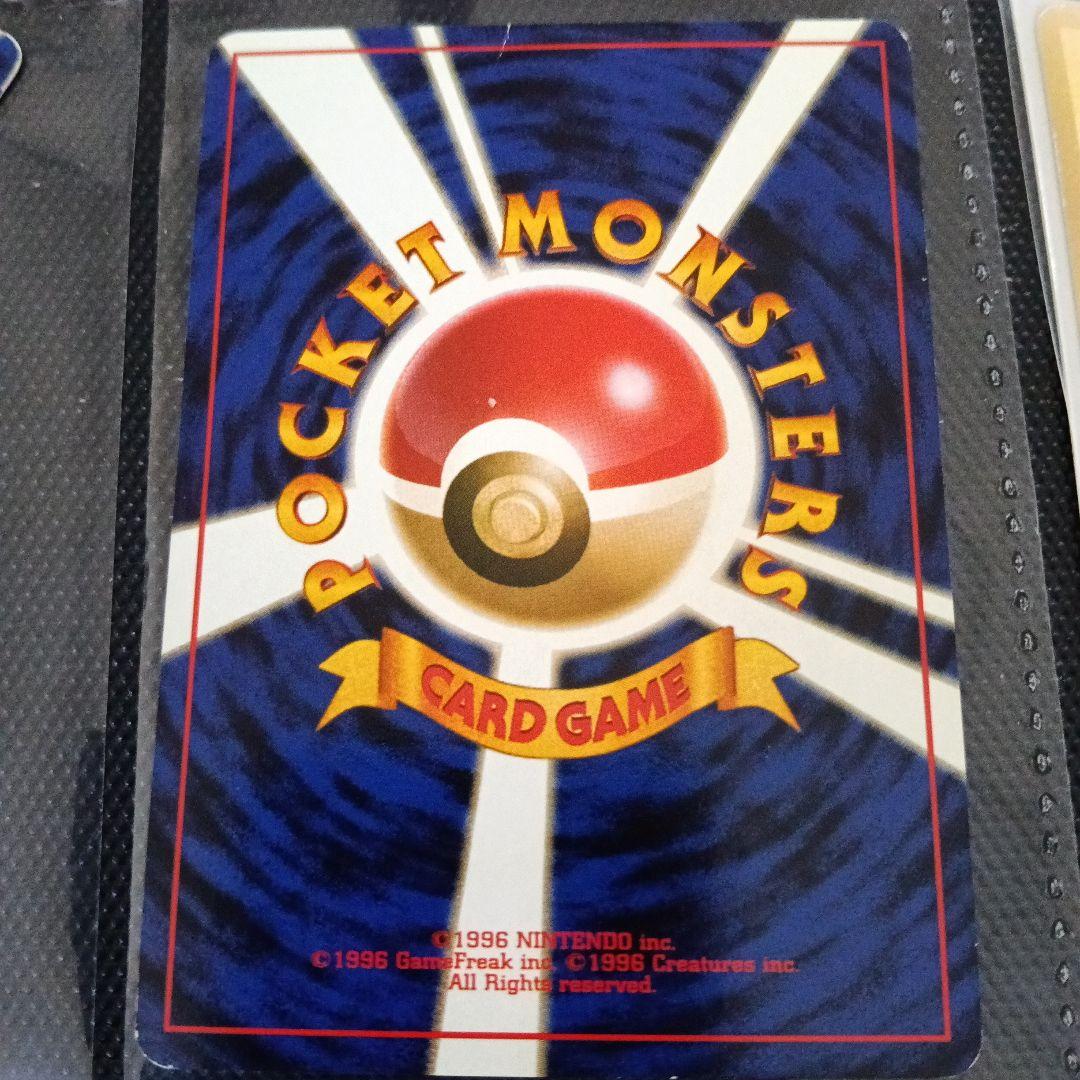 POCKET MONSTERS
CARD GAME
©1996 NINTENDO inc.
©1996 GameFreak inc. ©1996 Creatures inc.
All Rights reserved.